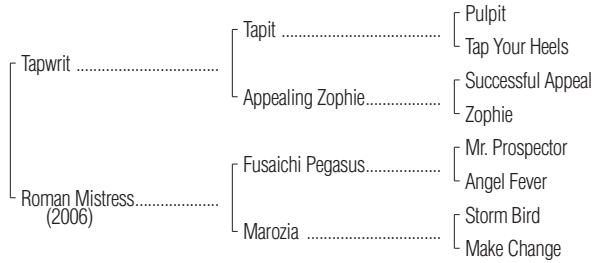 Pulpit
Tapit ................................................
Tap Your Heels
Tapwrit ...........................................
Successful Appeal
Appealing Zophie......................
Zophie
Mr. Prospector
Fusaichi Pegasus......................
Angel Fever
Roman Mistress.........................
(2006)
Storm Bird
Marozia ........................................
Make Change